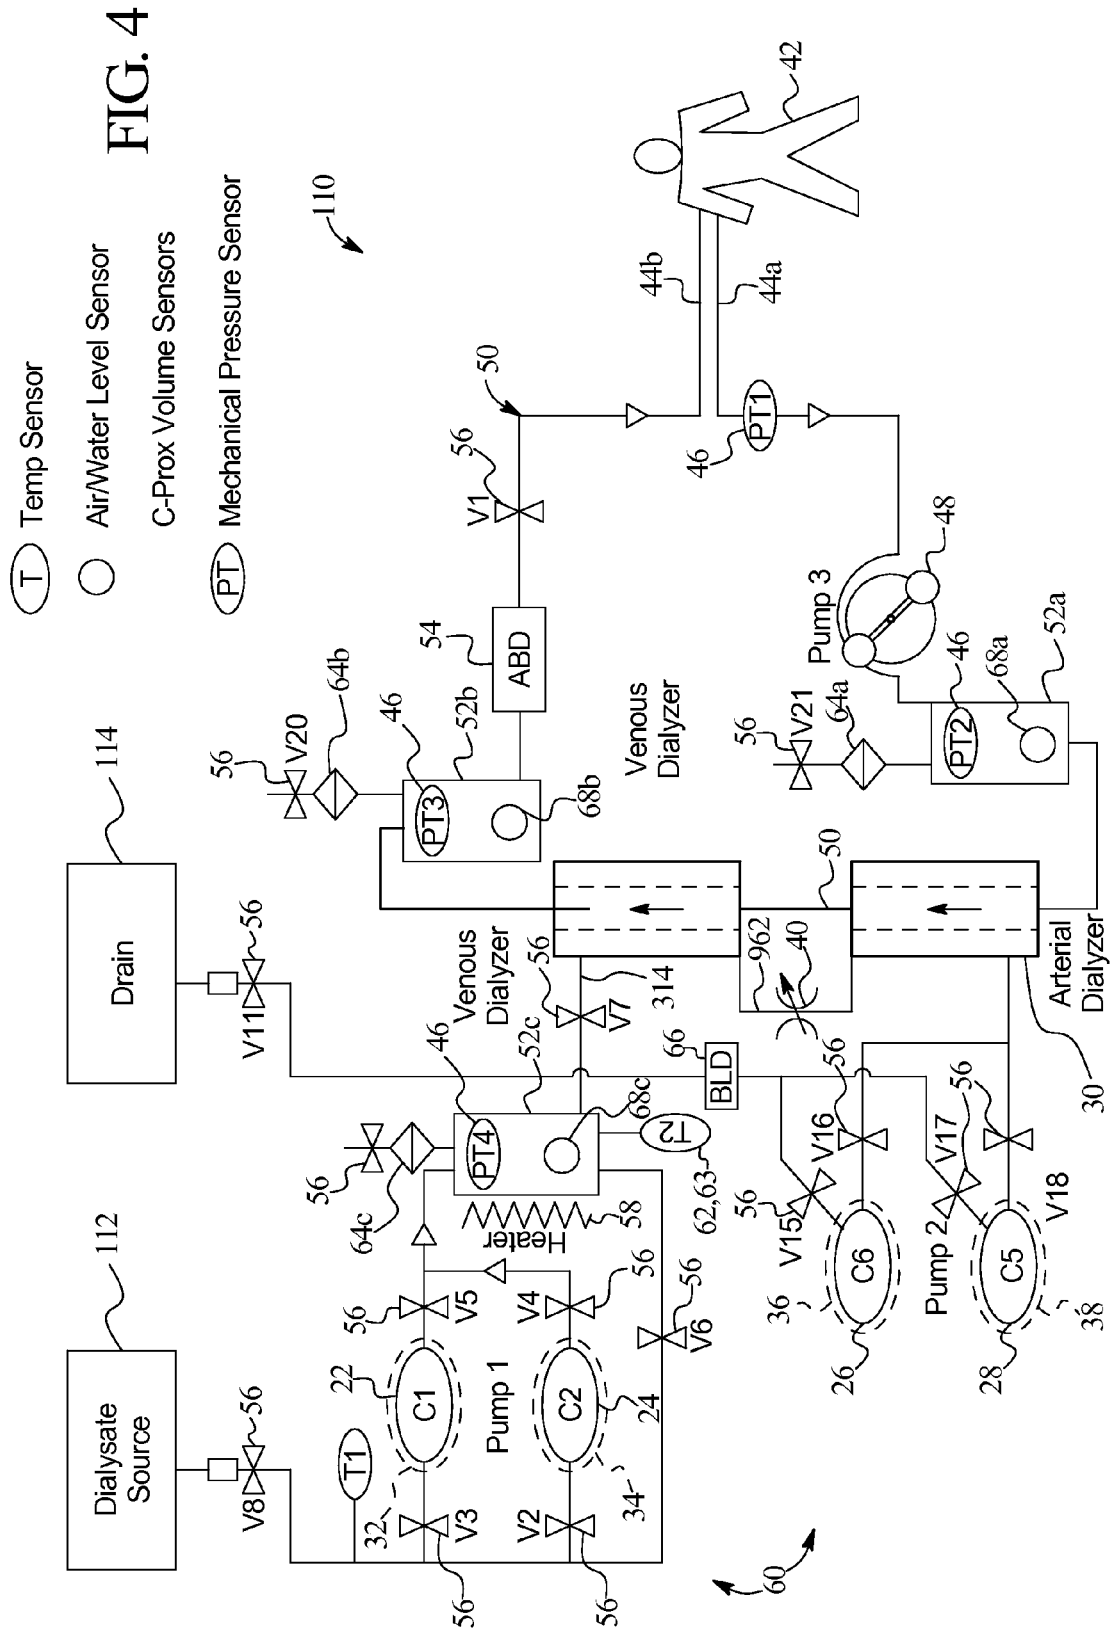 FIG. 4
T Temp Sensor
Air/Water Level Sensor
C-Prox Volume Sensors
PT Mechanical Pressure Sensor
110
Dialysate
Source
112
Drain
114
V8
56
V11
56
T1
32
22
C1
V3
56
56
V5
Pump 1
V2
56
34
24
C2
V4
56
V6
56
60
56
64c
46
PT4
52c
68c
Heater
58
T2
62,63
Venous
Dialyzer
56
V7
314
66
BLD
962
40
50
56
V20
64b
46
PT3
52b
68b
54
ABD
V1
56
50
Venous
Dialyzer
44b
44a
42
46
PT1
Pump 3
48
56
V21
64a
46
PT2
68a
52a
Arterial
Dialyzer
30
V15
56
V16
56
36
26
C6
Pump 2
V17
56
V18
28
38
C5